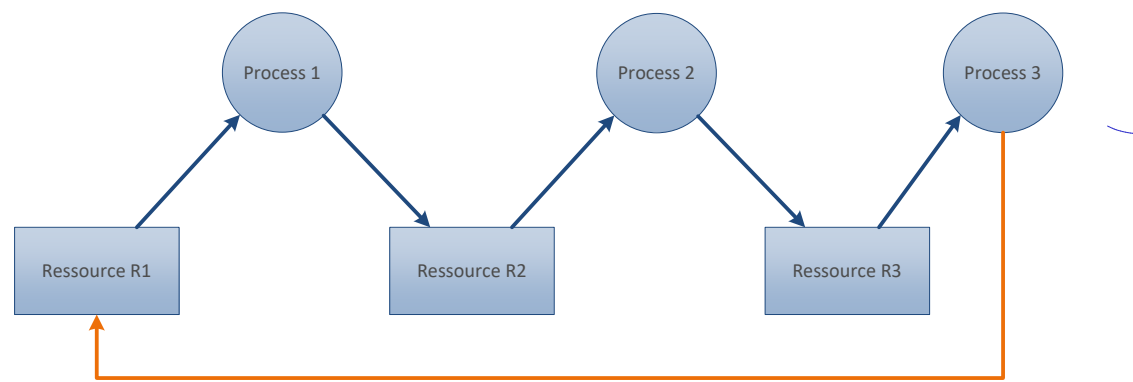 Process 1
Process 2
Process 3
Ressource R1
Ressource R2
Ressource R3